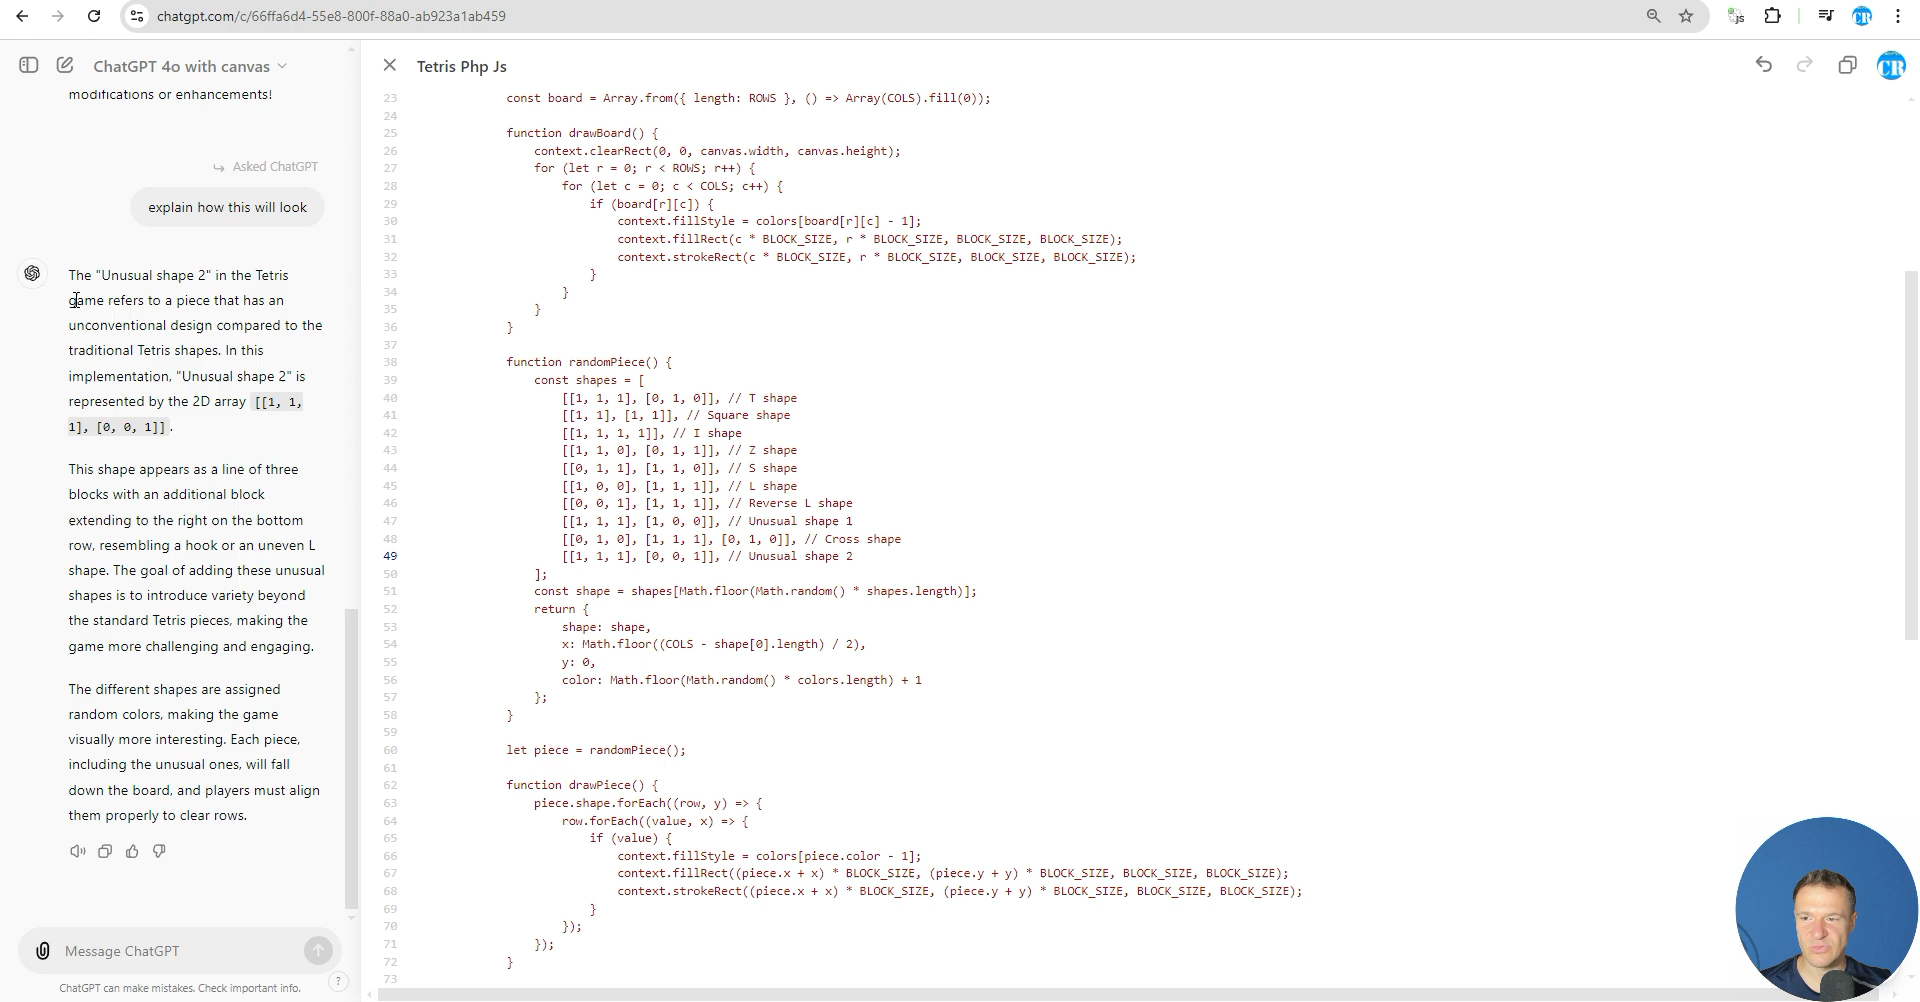 chatgpt.com/c/66ffa6d4-55e8-800f-88a0-ab923a1ab459
JS
CR
ChatGPT 4o with canvas
modifications or enhancements!
Asked ChatGPT
explain how this will look
The "Unusual shape 2" in the Tetris
game refers to a piece that has an
unconventional design compared to the
traditional Tetris shapes. In this
implementation, "Unusual shape 2" is
represented by the 2D array [[1, 1,
1], [0, 0, 1]].
This shape appears as a line of three
blocks with an additional block
extending to the right on the bottom
row, resembling a hook or an uneven L
shape. The goal of adding these unusual
shapes is to introduce variety beyond
the standard Tetris pieces, making the
game more challenging and engaging.
The different shapes are assigned
random colors, making the game
visually more interesting. Each piece,
including the unusual ones, will fall
down the board, and players must align
them properly to clear rows.
Message ChatGPT
ChatGPT can make mistakes. Check important info.
?
Tetris Php Js
CR
23 const board = Array.from({ length: ROWS }, () => Array(COLS).fill(0));
24
25 function drawBoard() {
26 context.clearRect(0, 0, canvas.width, canvas.height);
27 for (let r = 0; r < ROWS; r++) {
28 for (let c = 0; c < COLS; c++) {
29 if (board[r][c]) {
30 context.fillStyle = colors[board[r][c] - 1];
31 context.fillRect(c * BLOCK_SIZE, r * BLOCK_SIZE, BLOCK_SIZE, BLOCK_SIZE);
32 context.strokeRect(c * BLOCK_SIZE, r * BLOCK_SIZE, BLOCK_SIZE, BLOCK_SIZE);
33 }
34 }
35 }
36 }
37
38 function randomPiece() {
39 const shapes = [
40 [[1, 1, 1], [0, 1, 0]], // T shape
41 [[1, 1], [1, 1]], // Square shape
42 [[1, 1, 1, 1]], // I shape
43 [[1, 1, 0], [0, 1, 1]], // Z shape
44 [[0, 1, 1], [1, 1, 0]], // S shape
45 [[1, 0, 0], [1, 1, 1]], // L shape
46 [[0, 0, 1], [1, 1, 1]], // Reverse L shape
47 [[1, 1, 1], [1, 0, 0]], // Unusual shape 1
48 [[0, 1, 0], [1, 1, 1], [0, 1, 0]], // Cross shape
49 [[1, 1, 1], [0, 0, 1]], // Unusual shape 2
50 ];
51 const shape = shapes[Math.floor(Math.random() * shapes.length)];
52 return {
53 shape: shape,
54 x: Math.floor((COLS - shape[0].length) / 2),
55 y: 0,
56 color: Math.floor(Math.random() * colors.length) + 1
57 };
58 }
59
60 let piece = randomPiece();
61
62 function drawPiece() {
63 piece.shape.forEach((row, y) => {
64 row.forEach((value, x) => {
65 if (value) {
66 context.fillStyle = colors[piece.color - 1];
67 context.fillRect((piece.x + x) * BLOCK_SIZE, (piece.y + y) * BLOCK_SIZE, BLOCK_SIZE, BLOCK_SIZE);
68 context.strokeRect((piece.x + x) * BLOCK_SIZE, (piece.y + y) * BLOCK_SIZE, BLOCK_SIZE, BLOCK_SIZE);
69 }
70 });
71 });
72 }
73